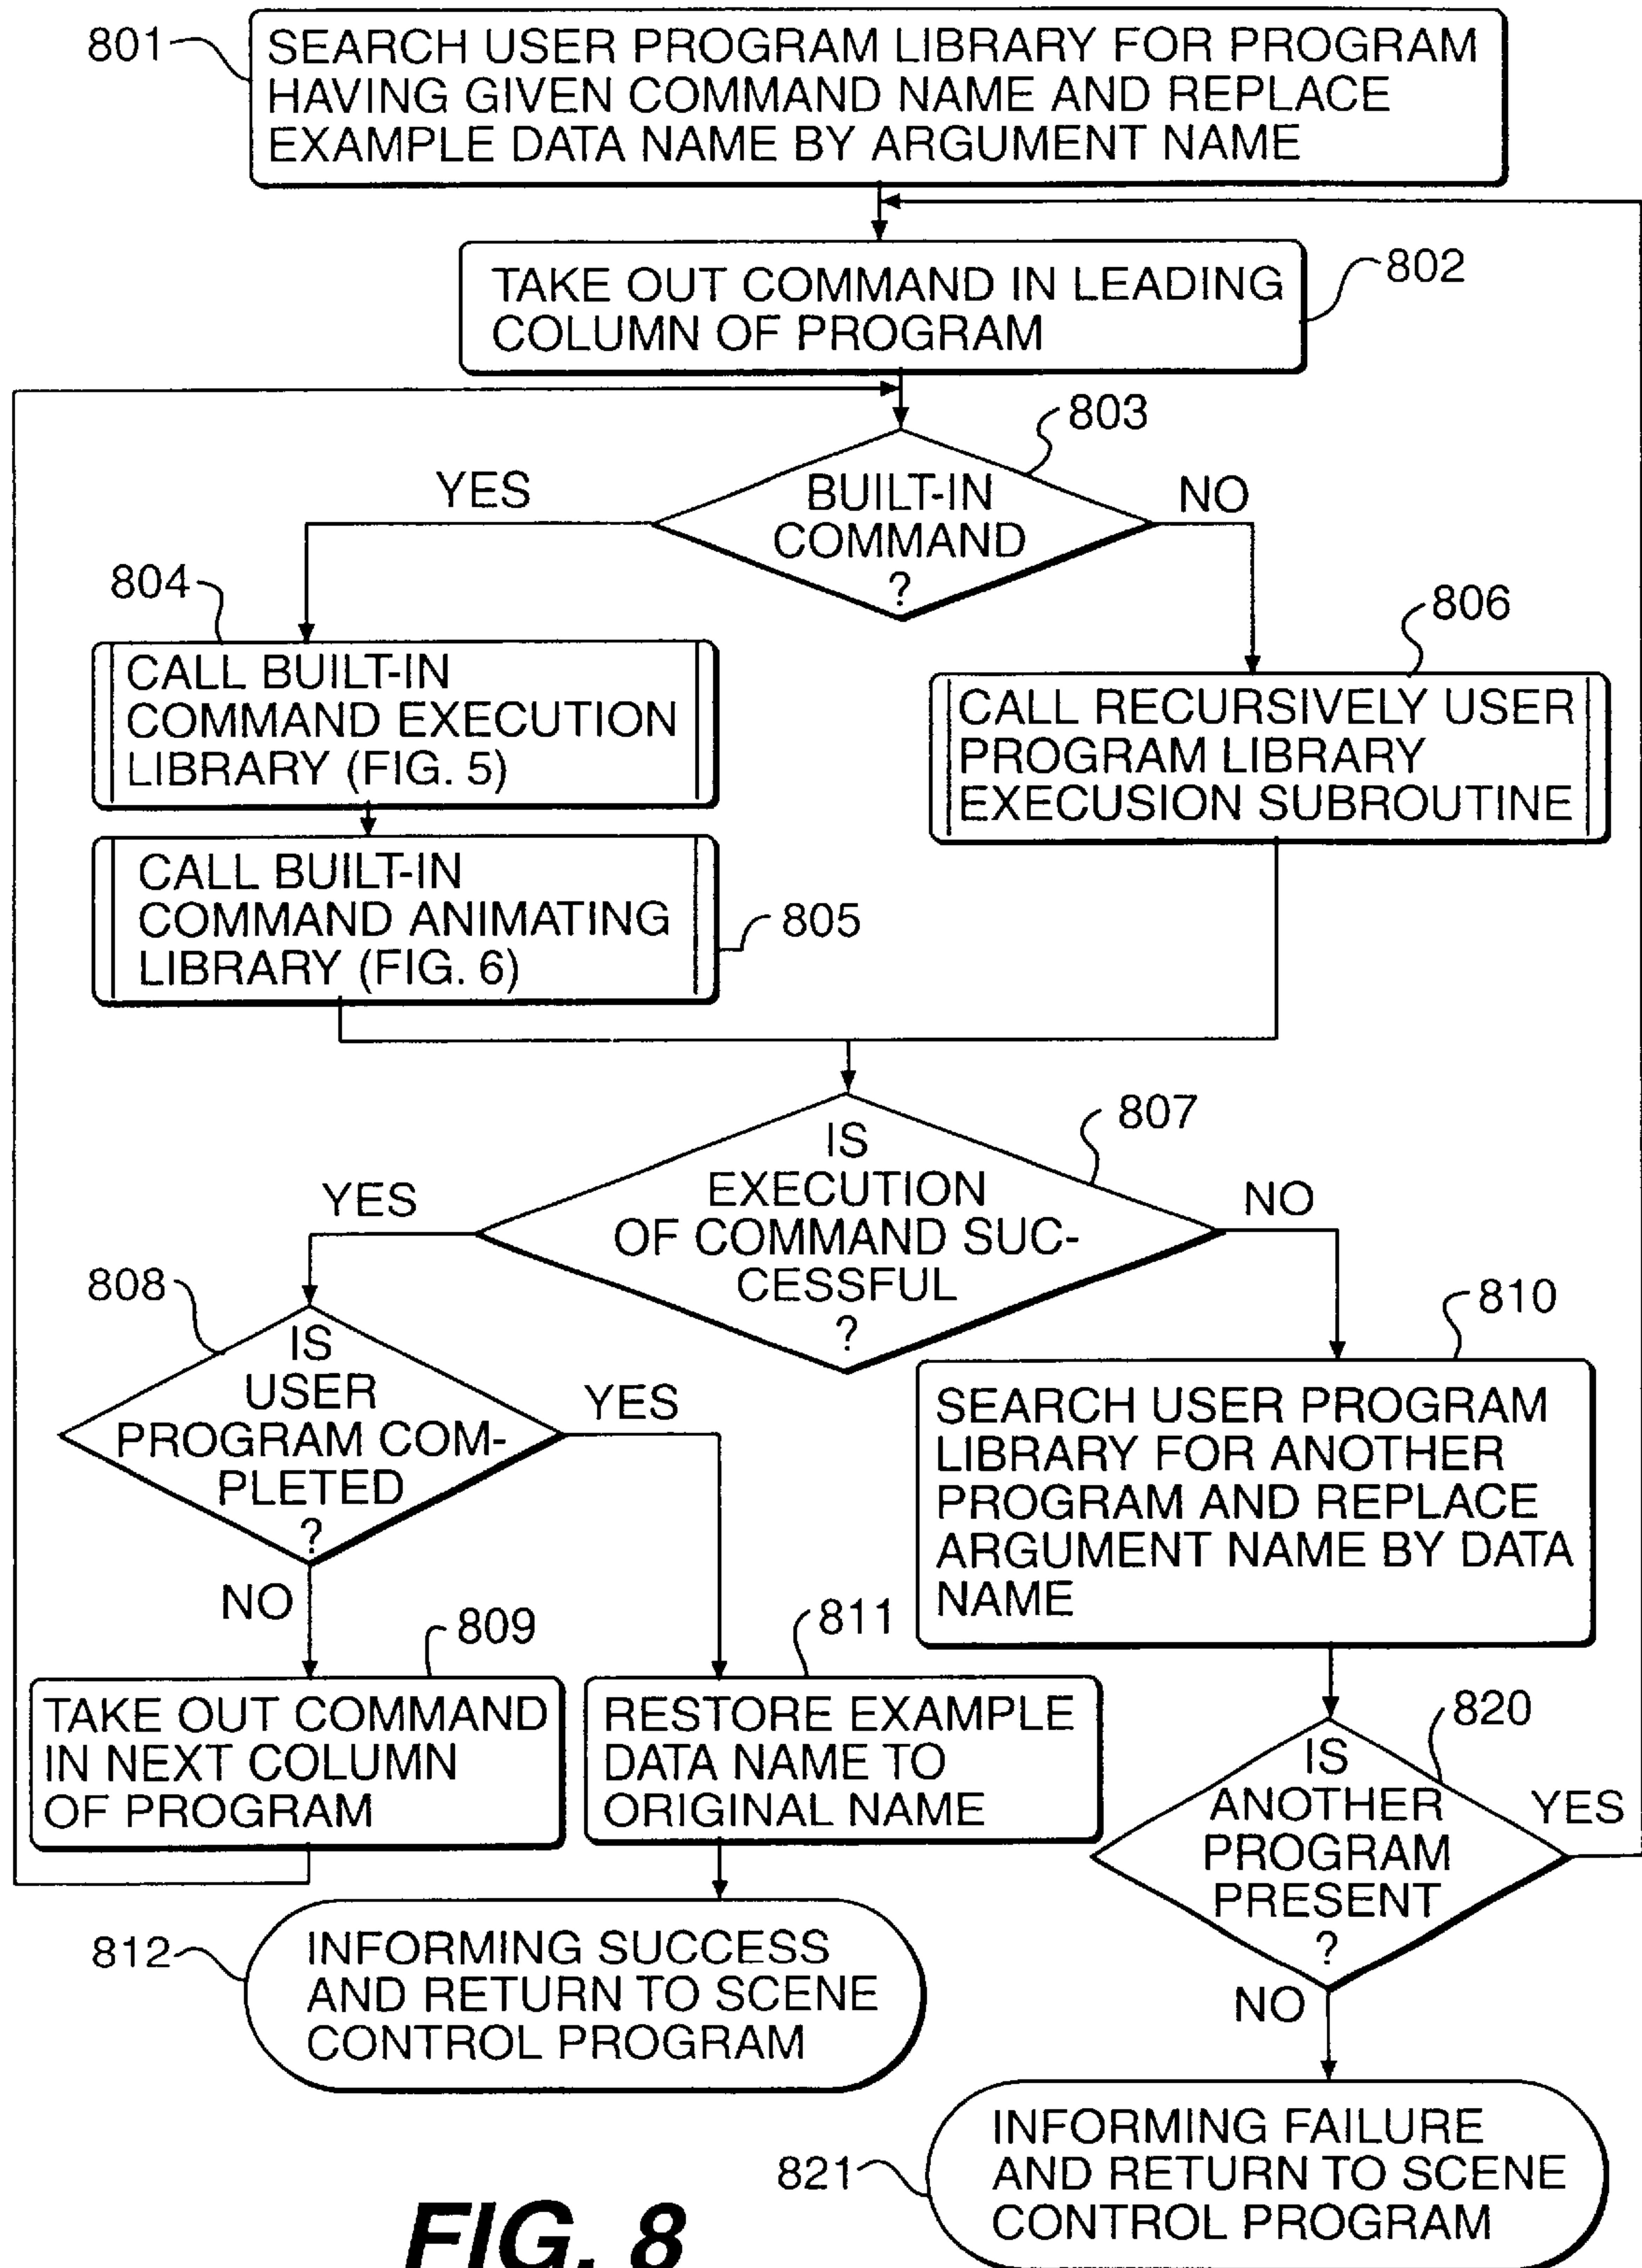 801
SEARCH USER PROGRAM LIBRARY FOR PROGRAM
HAVING GIVEN COMMAND NAME AND REPLACE
EXAMPLE DATA NAME BY ARGUMENT NAME
802
TAKE OUT COMMAND IN LEADING
COLUMN OF PROGRAM
803
BUILT-IN
COMMAND
?
YES
NO
804
CALL BUILT-IN
COMMAND EXECUTION
LIBRARY (FIG. 5)
806
CALL RECURSIVELY USER
PROGRAM LIBRARY
EXECUSION SUBROUTINE
CALL BUILT-IN
COMMAND ANIMATING
LIBRARY (FIG. 6)
805
807
IS
EXECUTION
OF COMMAND SUC-
CESSFUL
?
YES
NO
808
IS
USER
PROGRAM COM-
PLETED
?
YES
NO
810
SEARCH USER PROGRAM
LIBRARY FOR ANOTHER
PROGRAM AND REPLACE
ARGUMENT NAME BY DATA
NAME
809
TAKE OUT COMMAND
IN NEXT COLUMN
OF PROGRAM
811
RESTORE EXAMPLE
DATA NAME TO
ORIGINAL NAME
820
IS
ANOTHER
PROGRAM
PRESENT
?
YES
NO
812
INFORMING SUCCESS
AND RETURN TO SCENE
CONTROL PROGRAM
821
INFORMING FAILURE
AND RETURN TO SCENE
CONTROL PROGRAM
FIG. 8